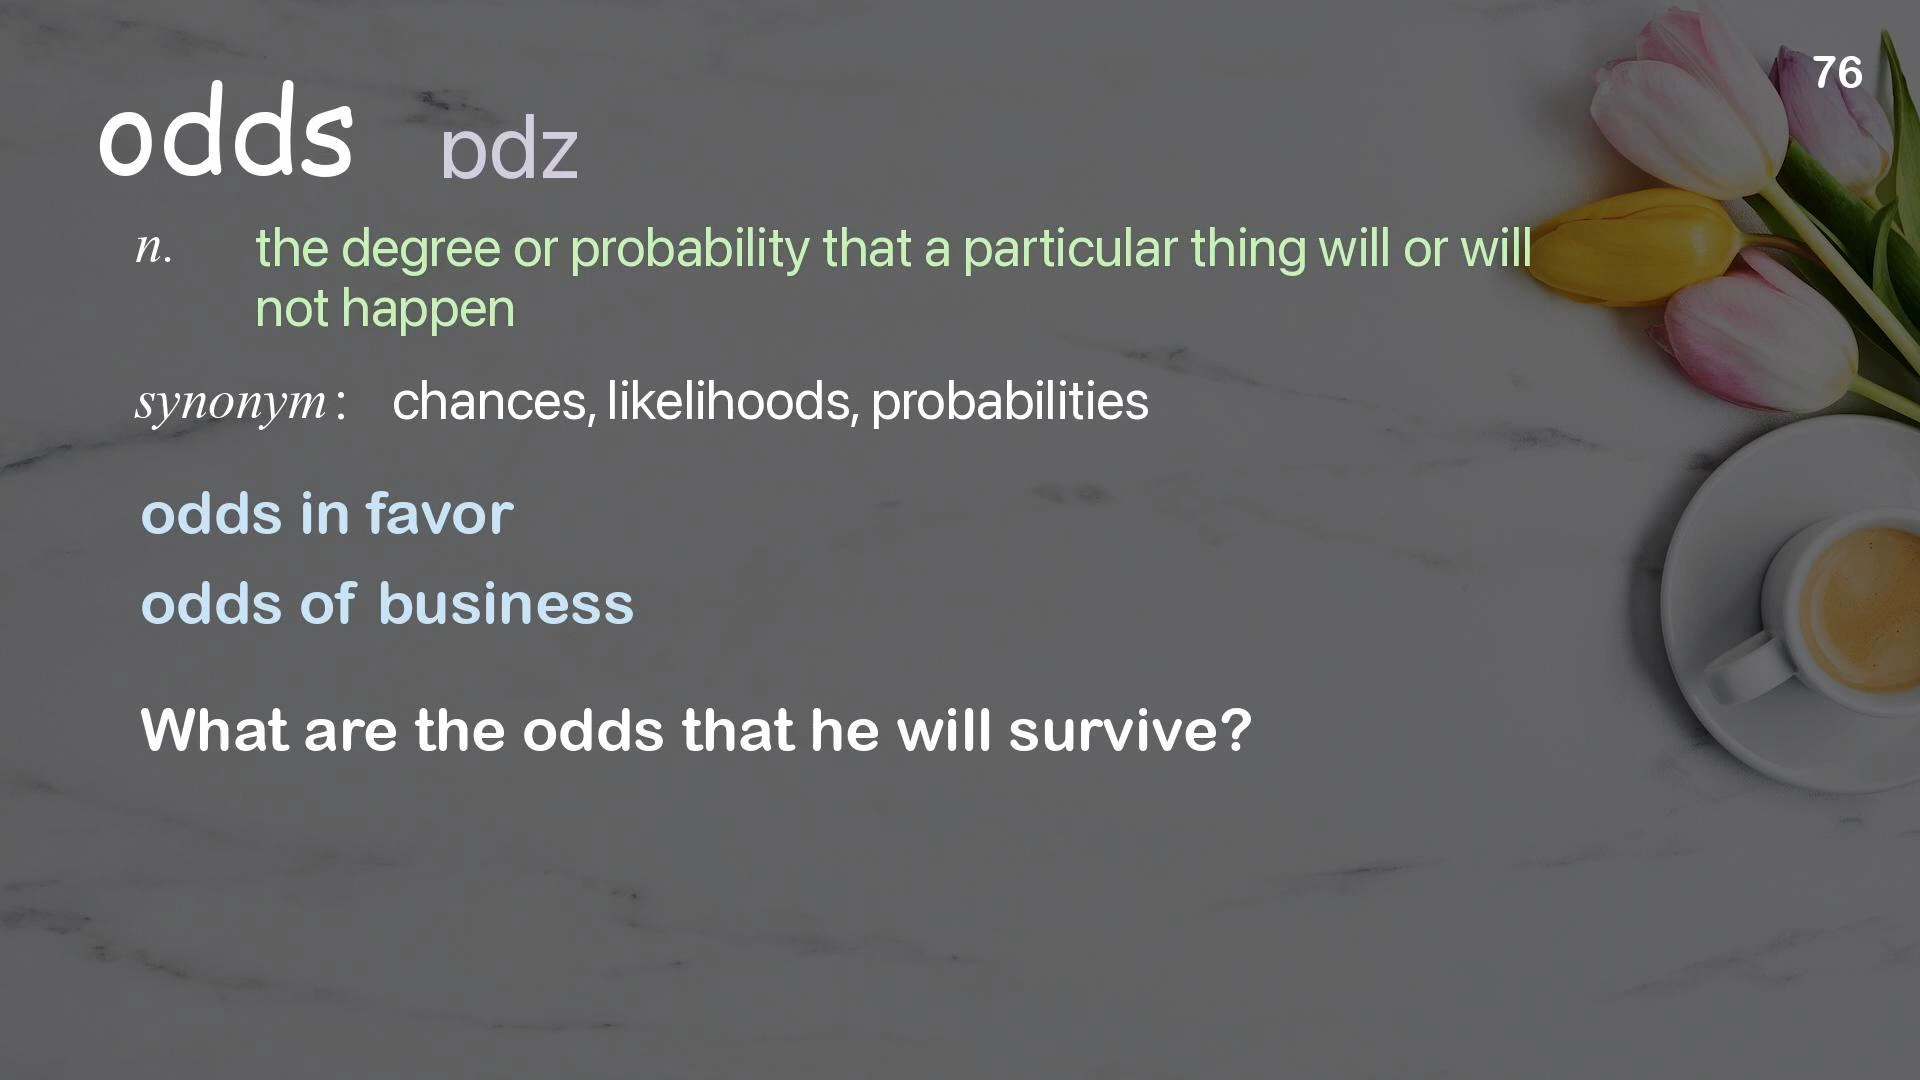 76
odds ɒdz
n. the degree or probability that a particular thing will or will
not happen
synonym : chances, likelihoods, probabilities
odds in favor
odds of business
What are the odds that he will survive?